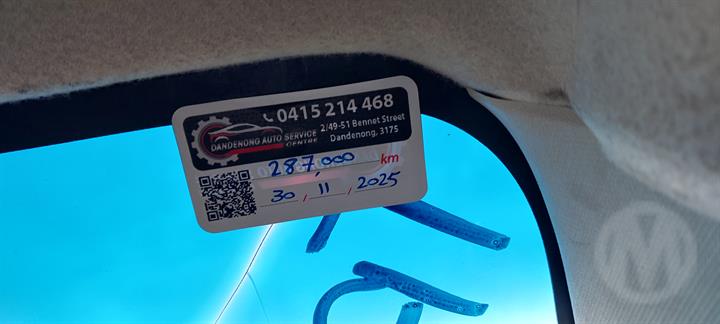 0415 214 468
2/49-51 Bennet Street
Dandenong, 3175
DANDENONG AUTO SERVICE
CENTRE
287,000 km
30, 11, 2025
M